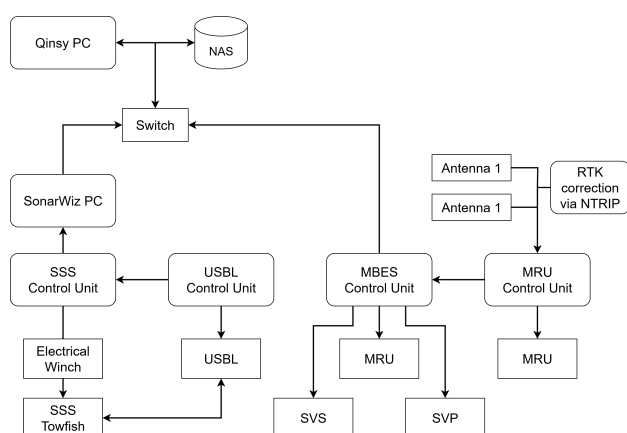 Qinsy PC
NAS
Switch
Antenna 1
RTK
correction
via NTRIP
Antenna 1
SonarWiz PC
SSS
Control Unit
USBL
Control Unit
MBES
Control Unit
MRU
Control Unit
Electrical
Winch
USBL
MRU
MRU
SSS
Towfish
SVS
SVP